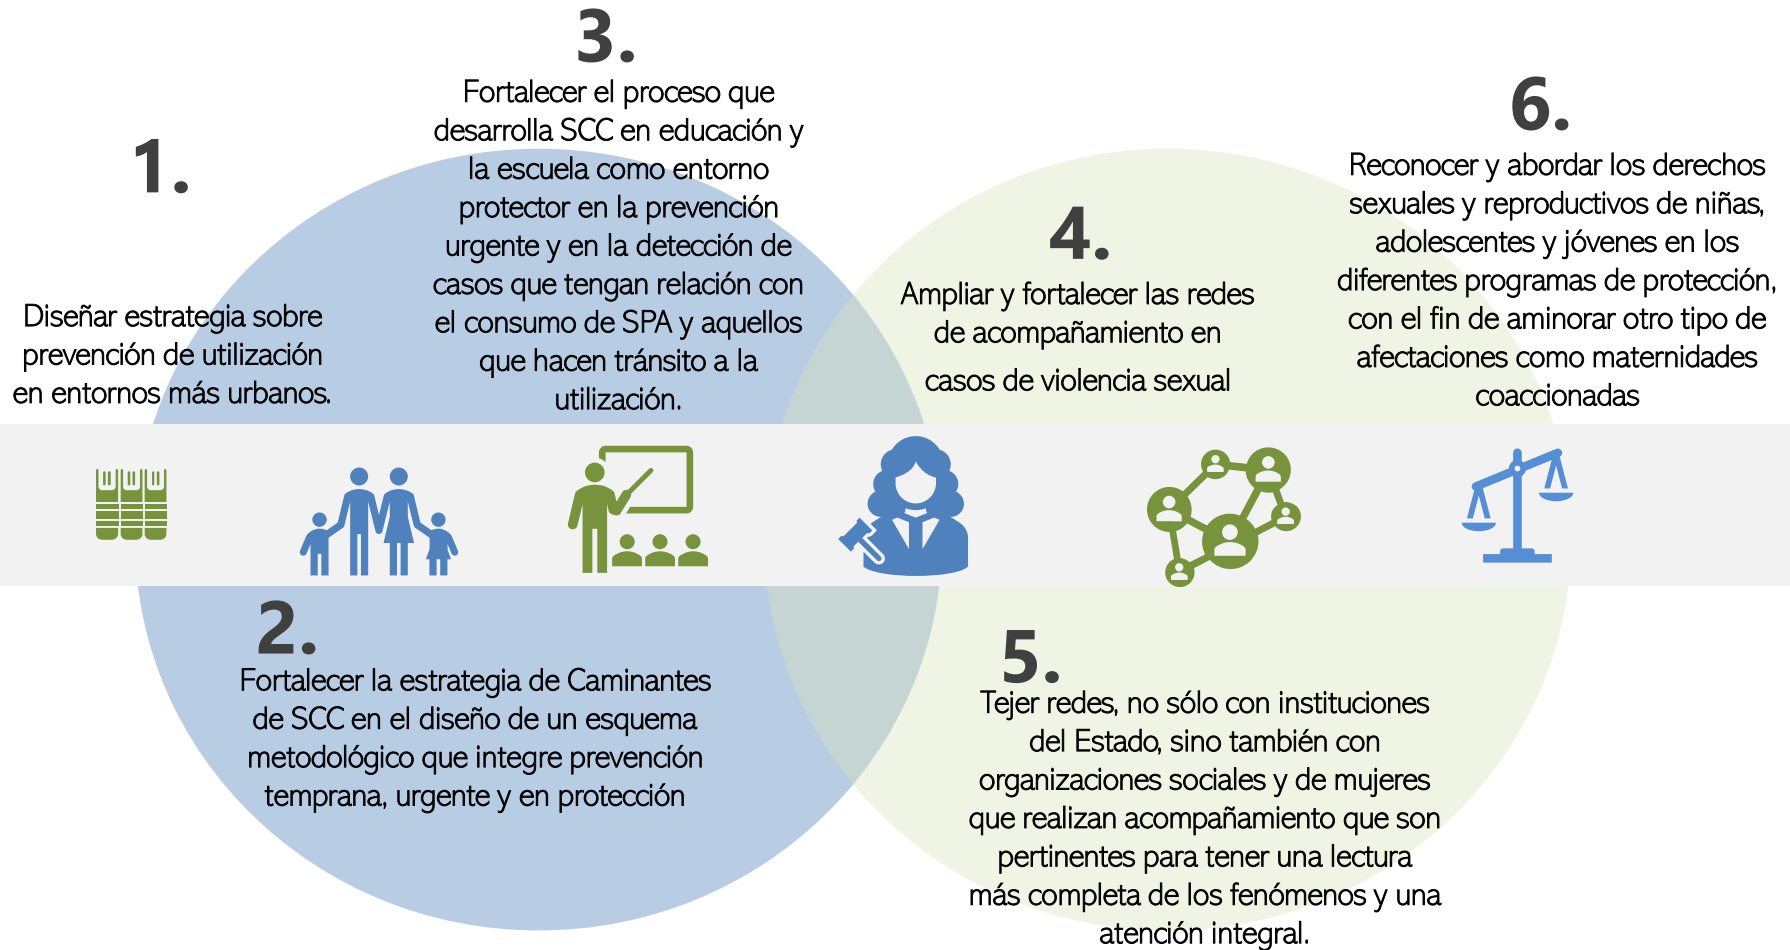 1.
Diseñar estrategia sobre
prevención de utilización
en entornos más urbanos.
2.
Fortalecer la estrategia de Caminantes
de SCC en el diseño de un esquema
metodológico que integre prevención
temprana, urgente y en protección
3.
Fortalecer el proceso que
desarrolla SCC en educación y
la escuela como entorno
protector en la prevención
urgente y en la detección de
casos que tengan relación con
el consumo de SPA y aquellos
que hacen tránsito a la
utilización.
4.
Ampliar y fortalecer las redes
de acompañamiento en
casos de violencia sexual
5.
Tejer redes, no sólo con instituciones
del Estado, sino también con
organizaciones sociales y de mujeres
que realizan acompañamiento que son
pertinentes para tener una lectura
más completa de los fenómenos y una
atención integral.
6.
Reconocer y abordar los derechos
sexuales y reproductivos de niñas,
adolescentes y jóvenes en los
diferentes programas de protección,
con el fin de aminorar otro tipo de
afectaciones como maternidades
coaccionadas